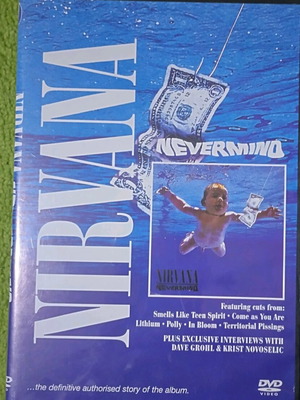 NIRVANA
NEVERMIND
NIRVANA
NEVERMIND
Featuring cuts from:
Smells Like Teen Spirit • Come as You Are
Lithium • Polly • In Bloom • Territorial Pissings
PLUS EXCLUSIVE INTERVIEWS WITH
DAVE GROHL & KRIST NOVOSELIC
...the definitive authorised story of the album.
DVD
VIDEO